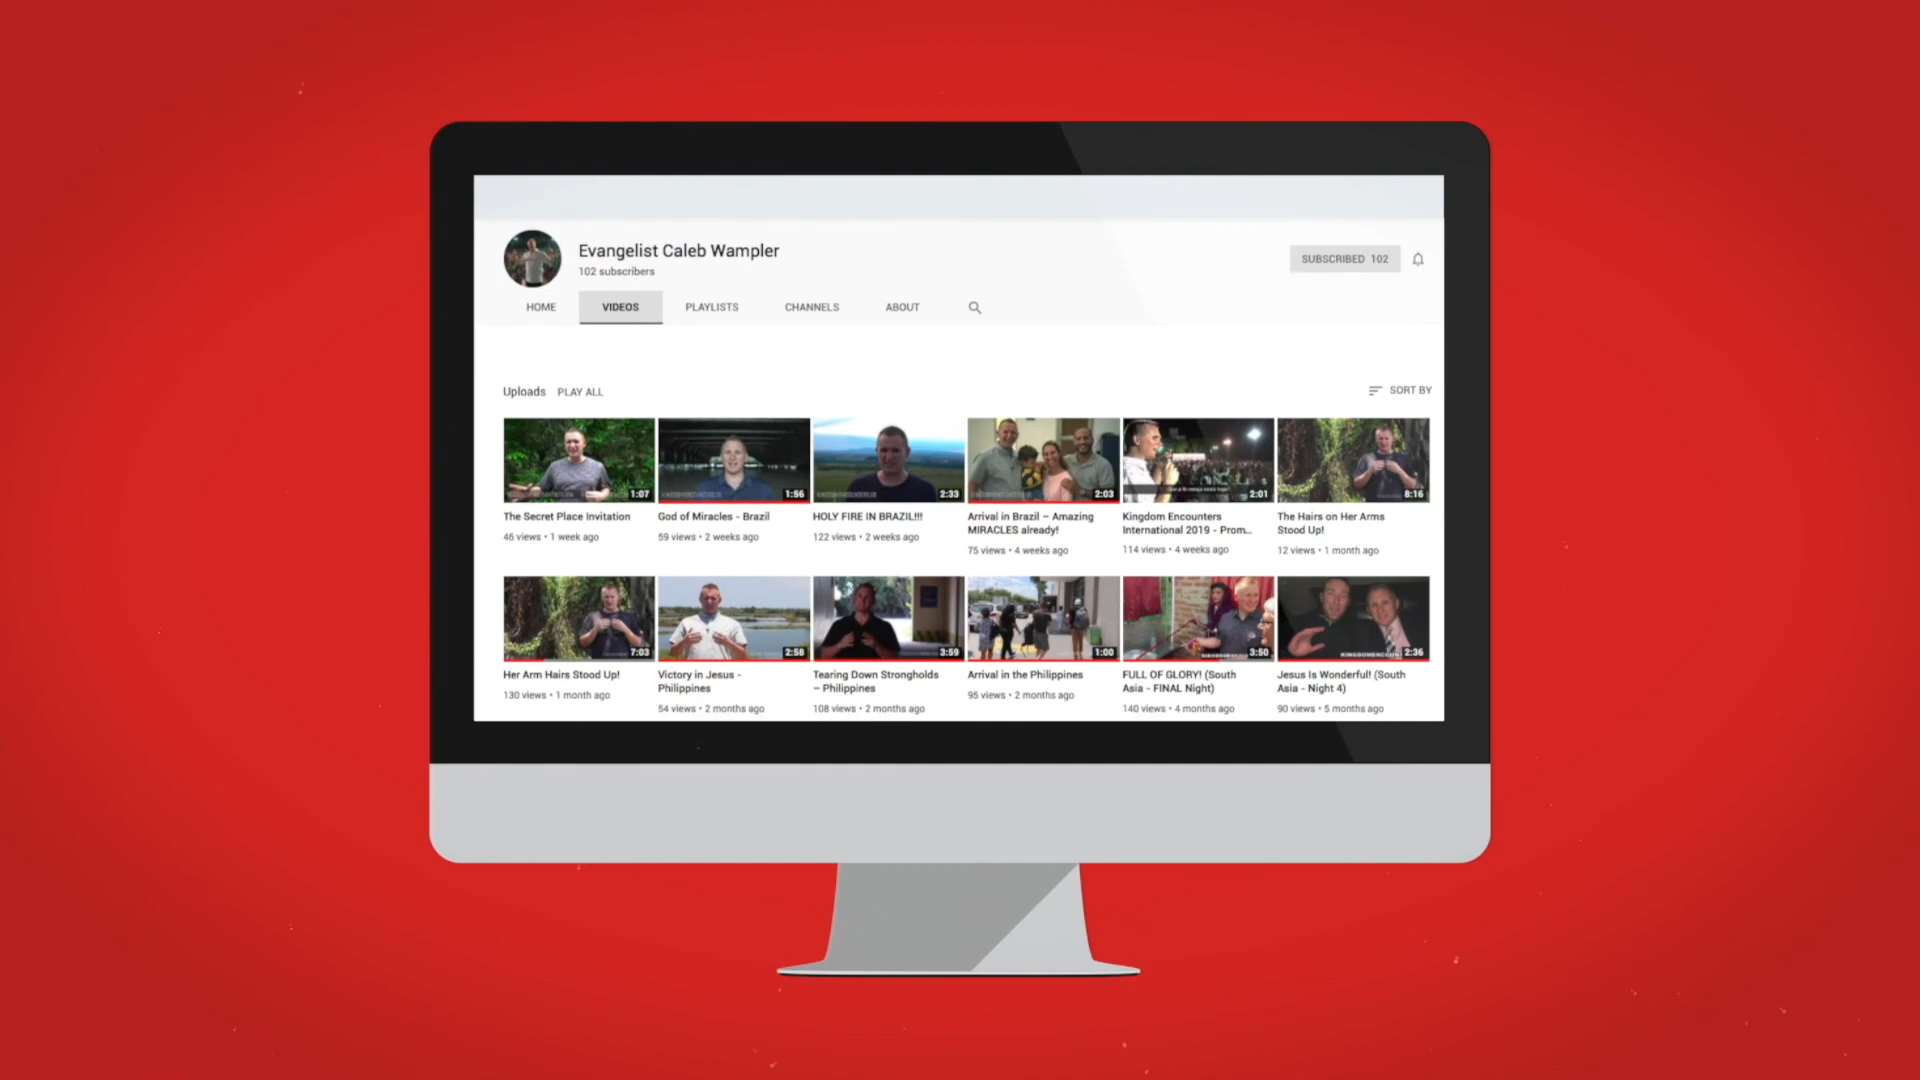 Evangelist Caleb Wampler
102 subscribers
SUBSCRIBED 102
HOME VIDEOS PLAYLISTS CHANNELS ABOUT
Uploads PLAY ALL
SORT BY
1:07
1:56
2:33
2:03
2:01
8:16
The Secret Place Invitation
46 views • 1 week ago
God of Miracles - Brazil
59 views • 2 weeks ago
HOLY FIRE IN BRAZIL!!!
122 views • 2 weeks ago
Arrival in Brazil – Amazing
MIRACLES already!
75 views • 4 weeks ago
Kingdom Encounters
International 2019 - Prom...
114 views • 4 weeks ago
The Hairs on Her Arms
Stood Up!
12 views • 1 month ago
7:03
2:58
3:59
1:00
3:50
2:36
Her Arm Hairs Stood Up!
130 views • 1 month ago
Victory in Jesus -
Philippines
54 views • 2 months ago
Tearing Down Strongholds
– Philippines
108 views • 2 months ago
Arrival in the Philippines
95 views • 2 months ago
FULL OF GLORY! (South
Asia - FINAL Night)
140 views • 4 months ago
Jesus Is Wonderful! (South
Asia - Night 4)
90 views • 5 months ago